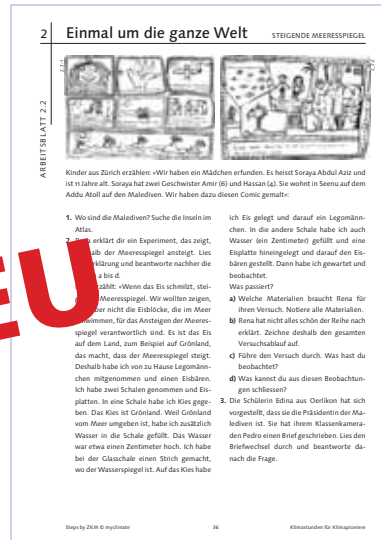 2 Einmal um die ganze Welt STEIGENDE MEERESSPIEGEL
ARBEITSBLATT 2.2
Kinder aus Zürich erzählen: «Wir haben ein Mädchen erfunden. Es heisst Soraya Abdul Aziz und
ist 11 Jahre alt. Soraya hat zwei Geschwister Amir (6) und Hassan (4). Sie wohnt in Seenu auf dem
Addu Atoll auf den Malediven. Wir haben dazu diesen Comic gemalt»:
1. Wo sind die Malediven? Suche die Inseln im
Atlas.
erklärt dir ein Experiment, das zeigt,
der Meeresspiegel ansteigt. Lies
klärung und beantworte nachher die
a bis d.
zählt: «Wenn das Eis schmilzt, stei-
Meeresspiegel. Wir wollten zeigen,
ber nicht die Eisblöcke, die im Meer
wimmen, für das Ansteigen der Meeres-
spiegel verantwortlich sind. Es ist das Eis
auf dem Land, zum Beispiel auf Grönland,
das macht, dass der Meeresspiegel steigt.
Deshalb habe ich von zu Hause Legomänn-
chen mitgenommen und einen Eisbären.
Ich habe zwei Schalen genommen und Eis-
platten. In eine Schale habe ich Kies gege-
ben. Das Kies ist Grönland. Weil Grönland
vom Meer umgeben ist, habe ich zusätzlich
Wasser in die Schale gefüllt. Das Wasser
war etwa einen Zentimeter hoch. Ich habe
bei der Glasschale einen Strich gemacht,
wo der Wasserspiegel ist. Auf das Kies habe
ich Eis gelegt und darauf ein Legomänn-
chen. In die andere Schale habe ich auch
Wasser (ein Zentimeter) gefüllt und eine
Eisplatte hineingelegt und darauf den Eis-
bären gestellt. Dann habe ich gewartet und
beobachtet.
Was passiert?
a) Welche Materialien braucht Rena für
ihren Versuch. Notiere alle Materialien.
b) Rena hat nicht alles schön der Reihe nach
erklärt. Zeichne deshalb den gesamten
Versuchsablauf auf.
c) Führe den Versuch durch. Was hast du
beobachtet?
d) Was kannst du aus diesen Beobachtun-
gen schliessen?
3. Die Schülerin Edina aus Oerlikon hat sich
vorgestellt, dass sie die Präsidentin der Ma-
lediven ist. Sie hat ihrem Klassenkamera-
den Pedro einen Brief geschrieben. Lies den
Briefwechsel durch und beantworte da-
nach die Frage.
EU
Steps by ZKM © myclimate 36 Klimastunden für Klimapioniere